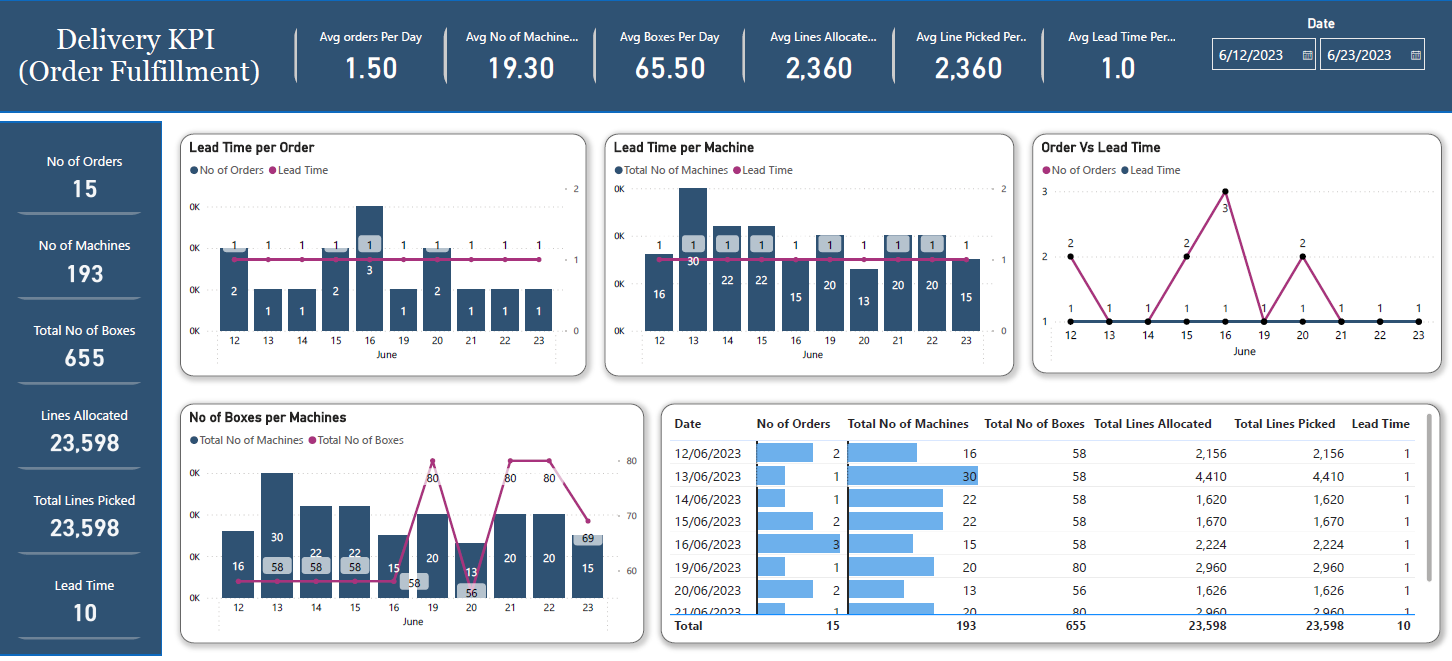 Delivery KPI
(Order Fulfillment)
Avg orders Per Day
1.50
Avg No of Machine...
19.30
Avg Boxes Per Day
65.50
Avg Lines Allocate...
2,360
Avg Line Picked Per..
2,360
Avg Lead Time Per...
1.0
Date
6/12/2023 6/23/2023
No of Orders
15
No of Machines
193
Total No of Boxes
655
Lines Allocated
23,598
Total Lines Picked
23,598
Lead Time
10
Lead Time per Order
No of Orders Lead Time
2
0K
1 1 1 1 1 1 1 1 1 1
0K
3
1
0K
2 1 1 2 1 2 1 1 1
0K
0
12 13 14 15 16 19 20 21 22 23
June
Lead Time per Machine
Total No of Machines Lead Time
0K
2
0K
1 1 1 1 1 1 1 1 1 1
1
0K
16 30 22 22 15 20 13 20 20 15
0K
0
12 13 14 15 16 19 20 21 22 23
June
Order Vs Lead Time
No of Orders Lead Time
3
3
2
2 2 2
1
1 1 1 1 1 1 1 1 1
12 13 14 15 16 19 20 21 22 23
June
No of Boxes per Machines
Total No of Machines Total No of Boxes
80
0K
80 80 80
70
0K
30 22 22 20 20 20
69
0K
16 15 13 15
60
58 58 58 58 56
0K
12 13 14 15 16 19 20 21 22 23
June
Date No of Orders Total No of Machines Total No of Boxes Total Lines Allocated Total Lines Picked Lead Time
12/06/2023 2 16 58 2,156 2,156 1
13/06/2023 1 30 58 4,410 4,410 1
14/06/2023 1 22 58 1,620 1,620 1
15/06/2023 2 22 58 1,670 1,670 1
16/06/2023 3 15 58 2,224 2,224 1
19/06/2023 1 20 80 2,960 2,960 1
20/06/2023 2 13 56 1,626 1,626 1
21/06/2023 1 20 80 2,960 2,960 1
Total 15 193 655 23,598 23,598 10